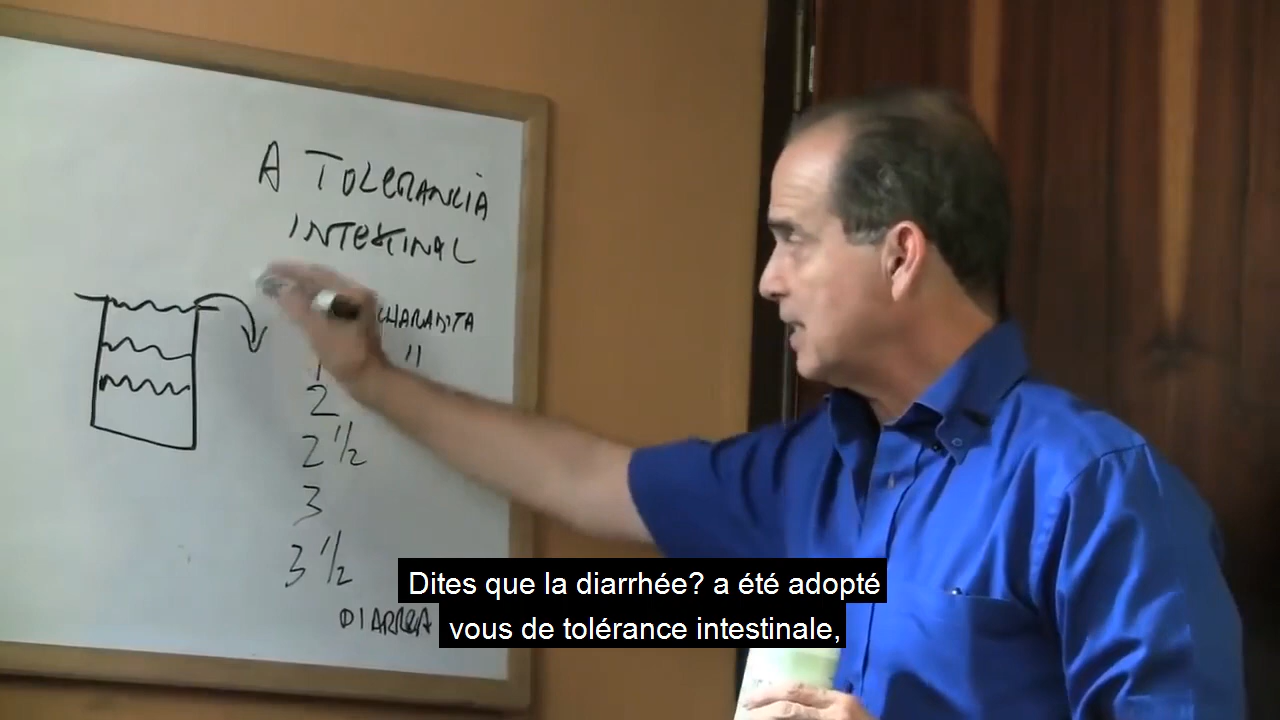 A TOLERANCIA
INTESTINAL
CHARADITA
1 "
2
2 1/2
3
3 1/2
DIARREA
Dites que la diarrhée? a été adopté
vous de tolérance intestinale,